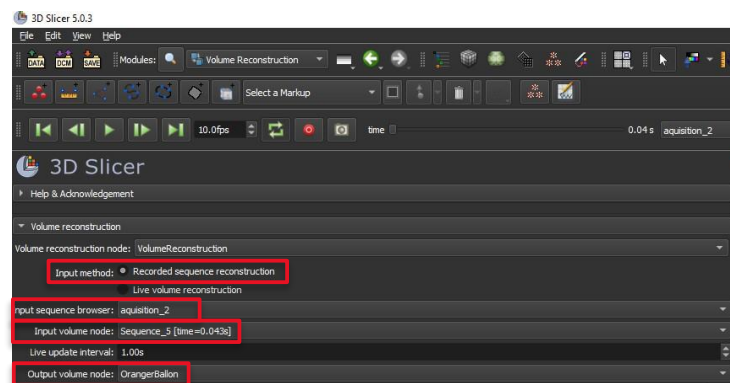 3D Slicer 5.0.3
File Edit View Help
DATA DCM SAVE Modules: Volume Reconstruction
Select a Markup
10.0fps time 0.04 s aquisition_2
3D Slicer
Help & Acknowledgement
Volume reconstruction
Volume reconstruction node: VolumeReconstruction
Input method: Recorded sequence reconstruction
Live volume reconstruction
nput sequence browser: aquisition_2
Input volume node: Sequence_5 [time=0.043s]
Live update interval: 1.00s
Output volume node: OrangerBallon